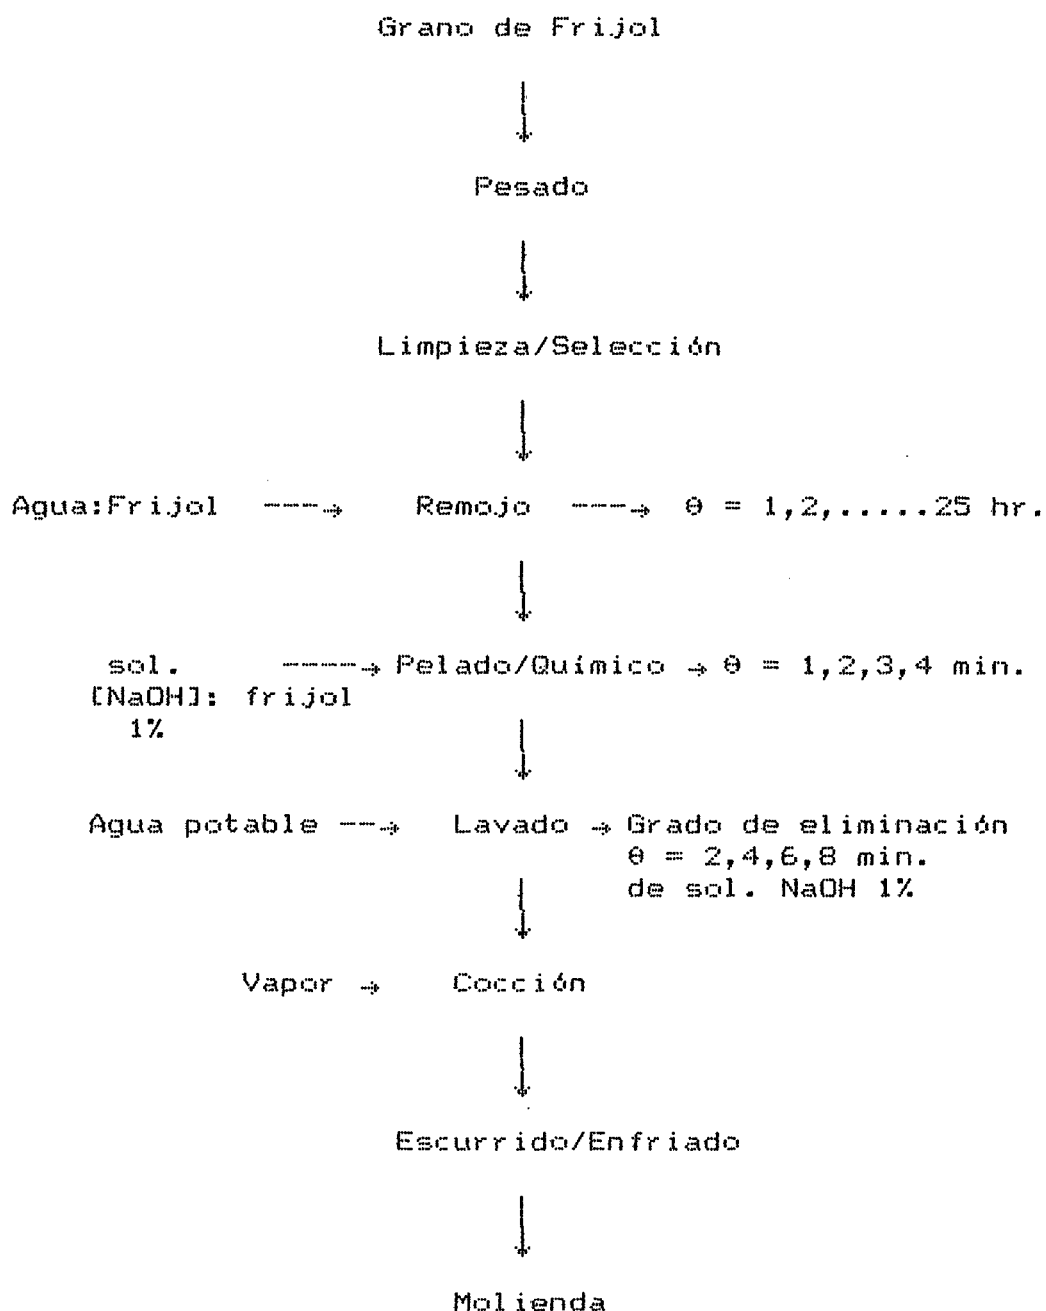 Grano de Frijol
Pesado
Limpieza/Selección
Agua:Frijol ----→ Remojo ----→ θ = 1,2,.....25 hr.
sol. -----→ Pelado/Químico → θ = 1,2,3,4 min.
[NaOH]: frijol
1%
Agua potable ---→ Lavado → Grado de eliminación
θ = 2,4,6,8 min.
de sol. NaOH 1%
Vapor → Cocción
Escurrido/Enfriado
Molienda